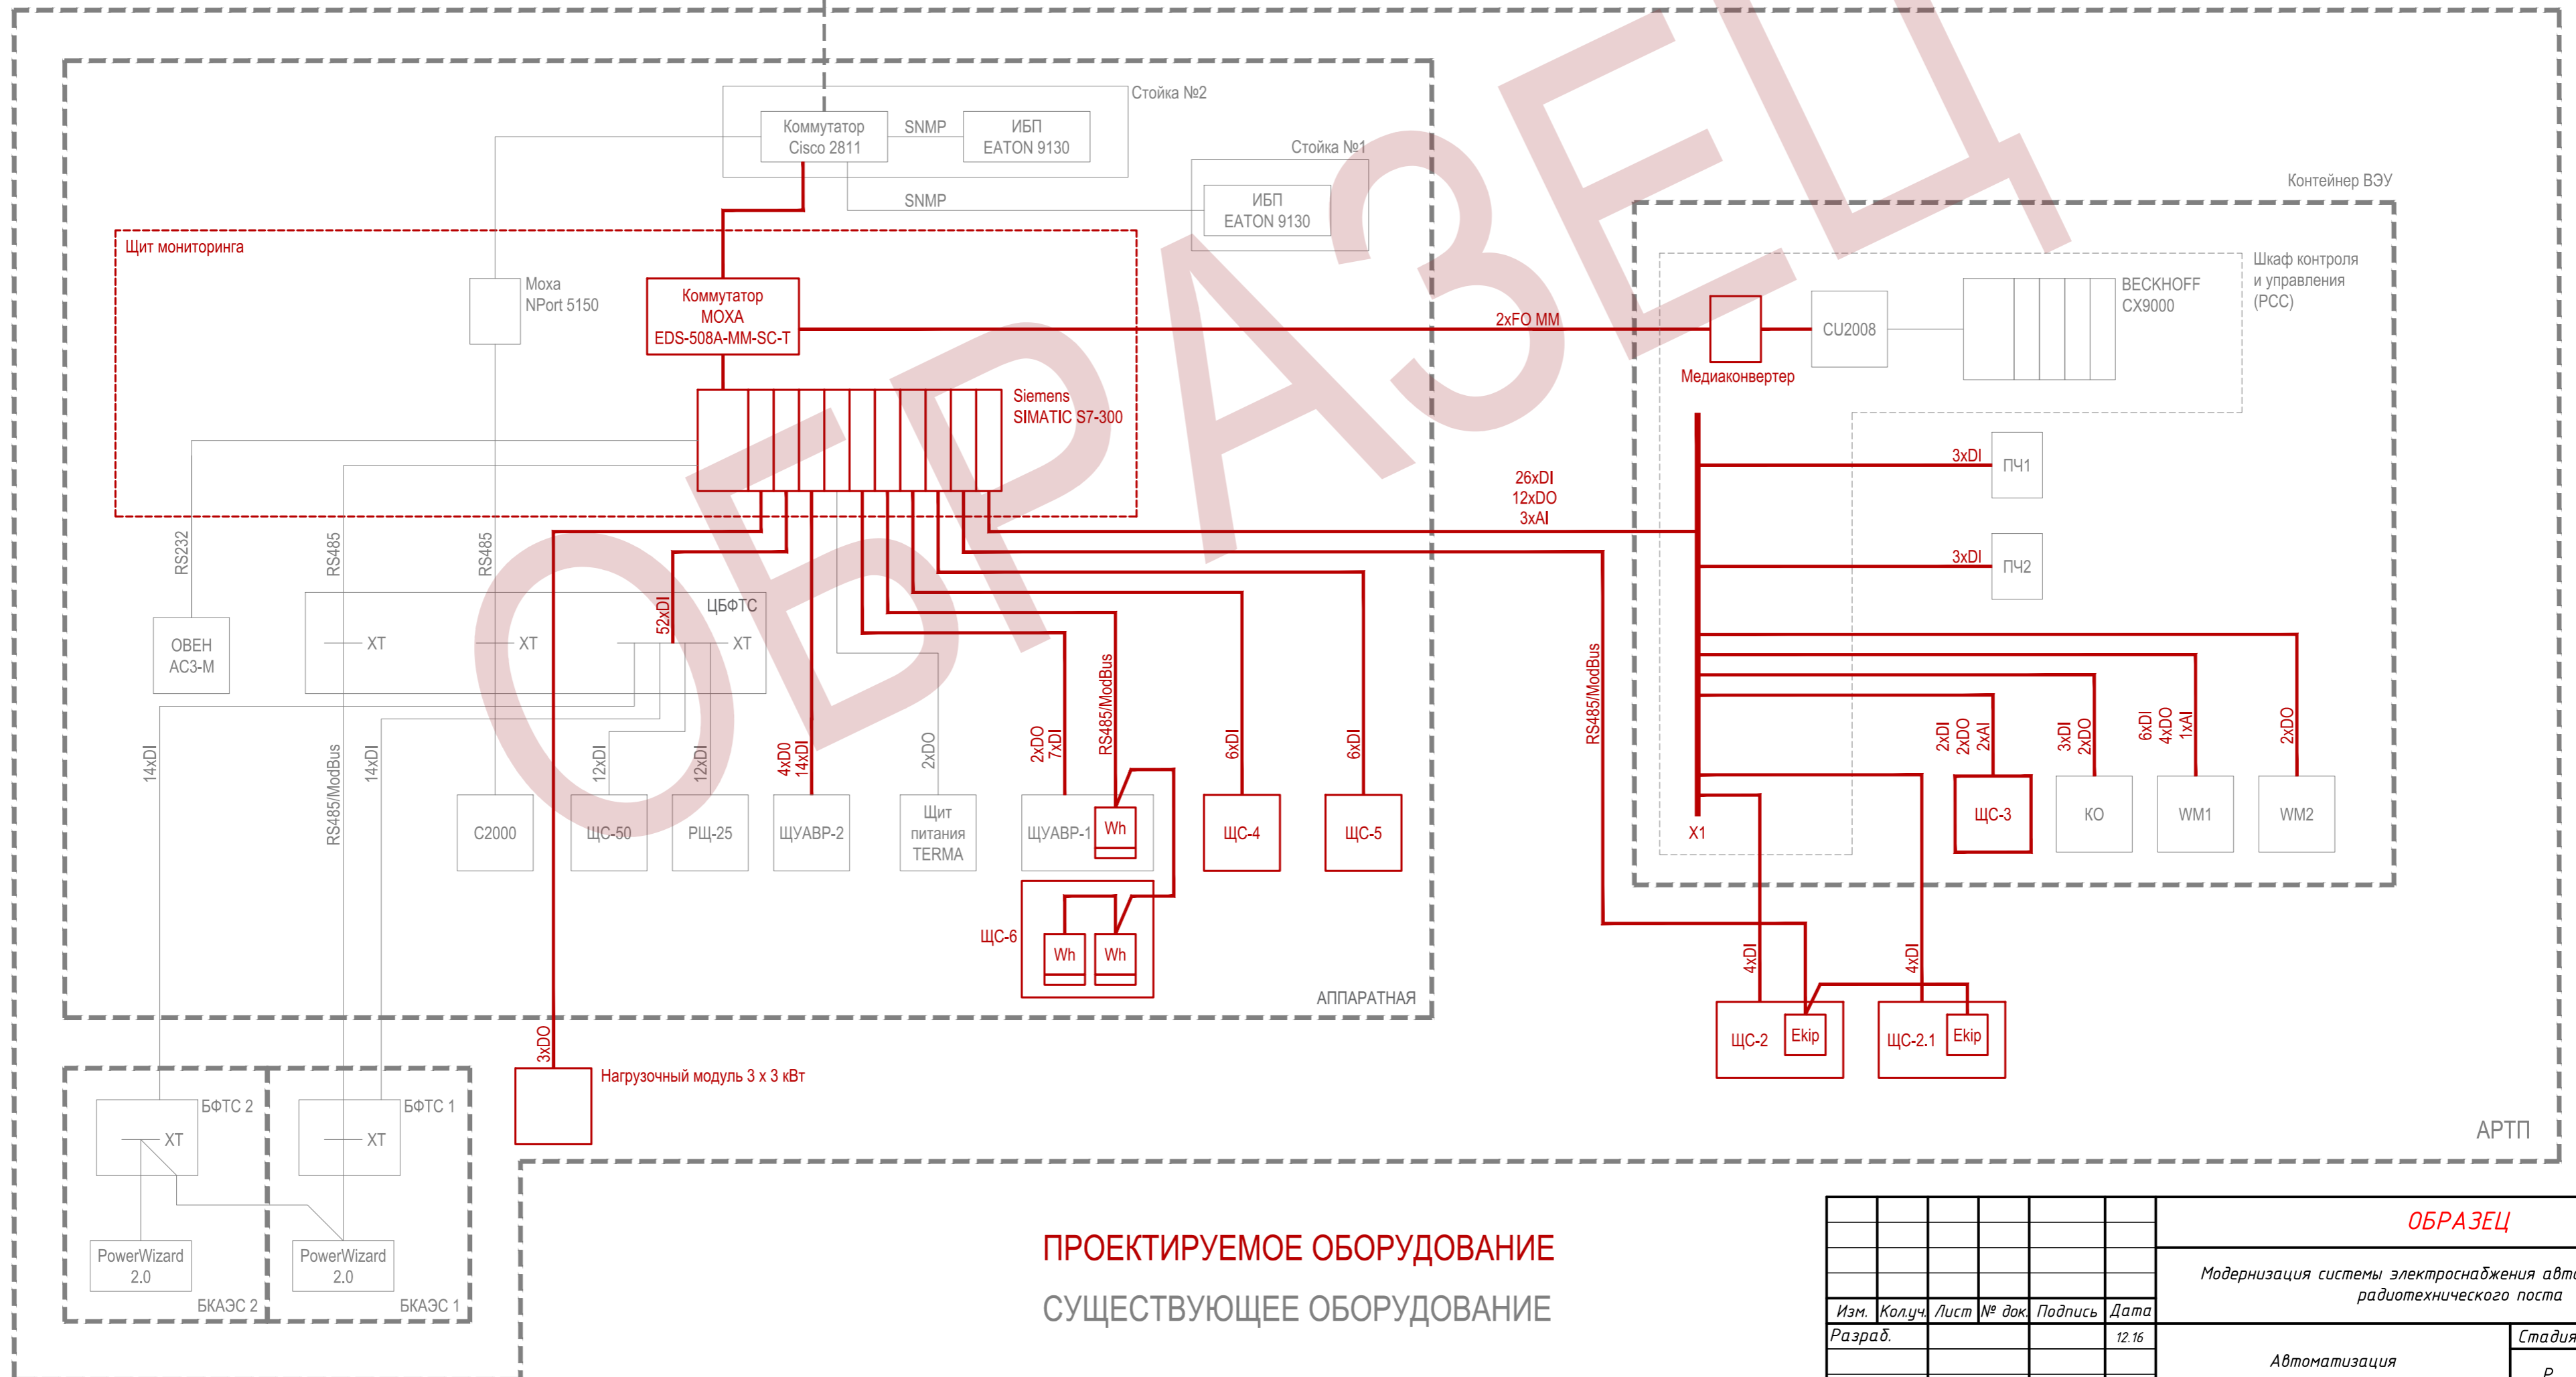 ОБРАЗЕЦ
Стойка №2
Коммутатор
Cisco 2811
SNMP
ИБП
EATON 9130
Стойка №1
SNMP
ИБП
EATON 9130
Контейнер ВЭУ
Щит мониторинга
Moxa
NPort 5150
Коммутатор
MOXA
EDS-508A-MM-SC-T
2xFO MM
Медиаконвертер
CU2008
BECKHOFF
CX9000
Шкаф контроля
и управления
(PCC)
Siemens
SIMATIC S7-300
3xDI
ПЧ1
26xDI
12xDO
3xAI
3xDI
ПЧ2
RS232
RS485
RS485
ЦБФТС
52xDI
ОВЕН
АС3-М
XT
XT
XT
14xDI
RS485/ModBus
14xDI
12xDI
12xDI
4xD0
14xDI
2xDO
2xDO
7xDI
RS485/ModBus
6xDI
6xDI
RS485/ModBus
2xDI
2xDO
2xAI
3xDI
2xDO
6xDI
4xDO
1xAI
2xDO
С2000
ЩС-50
РЩ-25
ЩУАВР-2
Щит
питания
TERMA
ЩУАВР-1
Wh
ЩС-4
ЩС-5
X1
ЩС-3
КО
WM1
WM2
ЩС-6
Wh
Wh
4xDI
4xDI
АППАРАТНАЯ
ЩС-2
Ekip
ЩС-2.1
Ekip
3xDO
Нагрузочный модуль 3 х 3 кВт
БФТС 2
XT
БФТС 1
XT
АРТП
PowerWizard
2.0
БКАЭС 2
PowerWizard
2.0
БКАЭС 1
ПРОЕКТИРУЕМОЕ ОБОРУДОВАНИЕ
СУЩЕСТВУЮЩЕЕ ОБОРУДОВАНИЕ
ОБРАЗЕЦ
Модернизация системы электроснабжения авто
радиотехнического поста
Изм. Кол.уч. Лист № док. Подпись Дата
Разраб. 12.16
Автоматизация
Стадия
Р